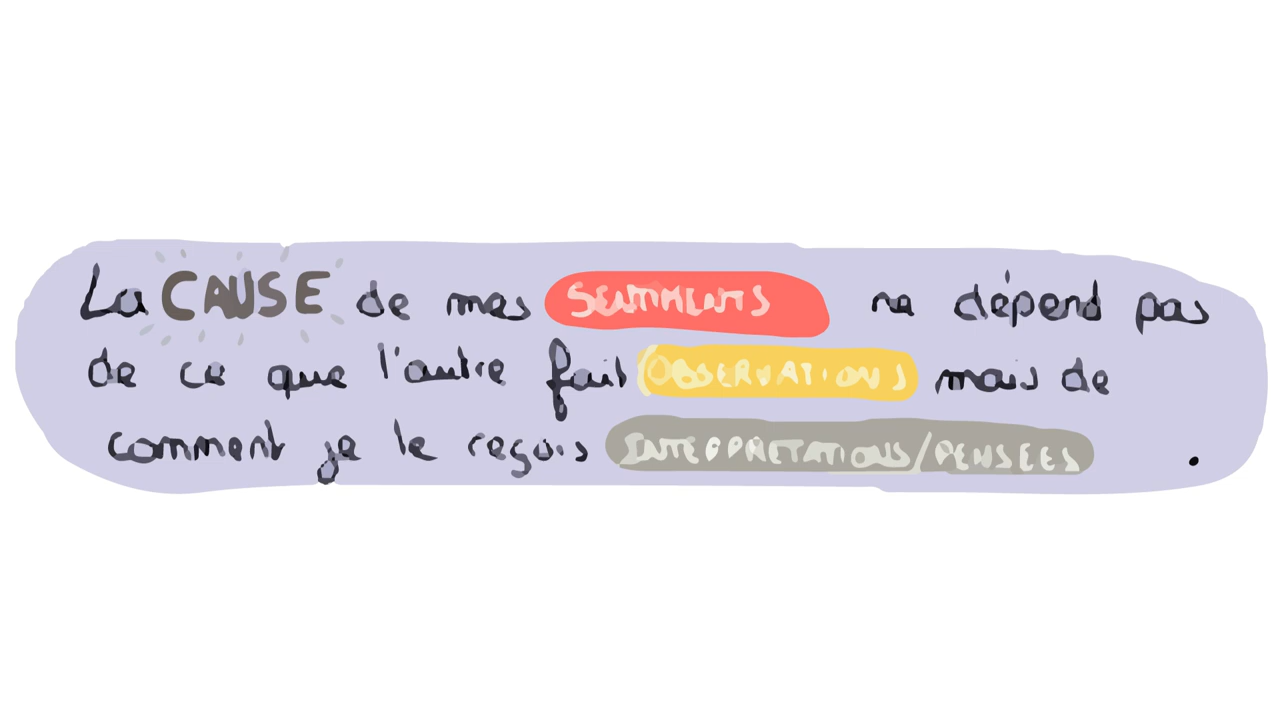 La CAUSE de mes SENTIMENTS ne dépend pas
de ce que l'autre fait (OBSERVATIONS) mais de
comment je le reçois INTERPRETATIONS/PENSEES .